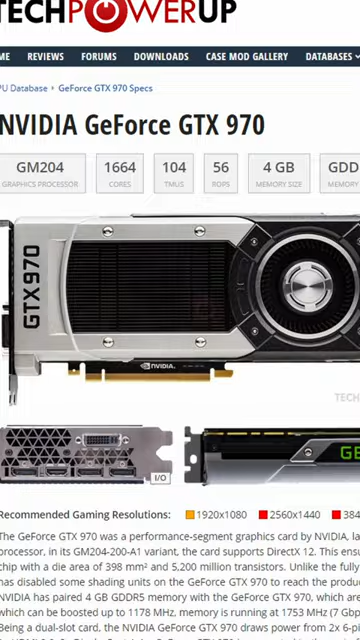 TECHPOWERUP
ME REVIEWS FORUMS DOWNLOADS CASE MOD GALLERY DATABASES
PU Database › GeForce GTX 970 Specs
NVIDIA GeForce GTX 970
GM204 1664 104 56 4 GB GDD
GRAPHICS PROCESSOR CORES TMUS ROPS MEMORY SIZE MEMORY
GTX970
NVIDIA.
TECH
I/O
GE
Recommended Gaming Resolutions: 1920x1080 2560x1440 384
The GeForce GTX 970 was a performance-segment graphics card by NVIDIA, la
processor, in its GM204-200-A1 variant, the card supports DirectX 12. This ensu
chip with a die area of 398 mm² and 5,200 million transistors. Unlike the fully
has disabled some shading units on the GeForce GTX 970 to reach the produ
NVIDIA has paired 4 GB GDDR5 memory with the GeForce GTX 970, which are
which can be boosted up to 1178 MHz, memory is running at 1753 MHz (7 Gbp
Being a dual-slot card, the NVIDIA GeForce GTX 970 draws power from 2x 6-p